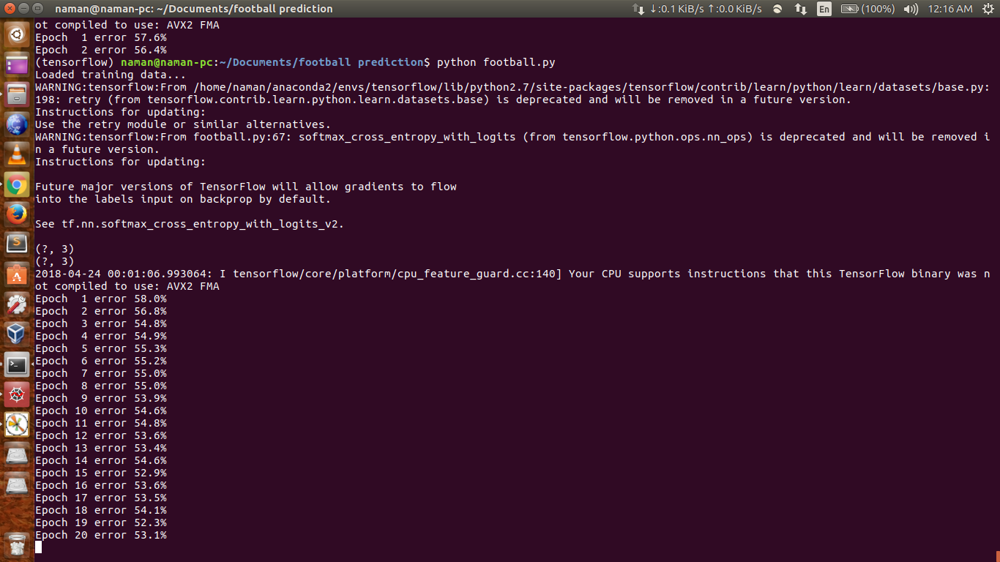 naman@naman-pc: ~/Documents/football prediction
↓:0.1 KiB/s ↑:0.0 KiB/s
En
(100%)
12:16 AM
ot compiled to use: AVX2 FMA
Epoch  1 error 57.6%
Epoch  2 error 56.4%
(tensorflow) naman@naman-pc:~/Documents/football prediction$ python football.py
Loaded training data...
WARNING:tensorflow:From /home/naman/anaconda2/envs/tensorflow/lib/python2.7/site-packages/tensorflow/contrib/learn/python/learn/datasets/base.py:
198: retry (from tensorflow.contrib.learn.python.learn.datasets.base) is deprecated and will be removed in a future version.
Instructions for updating:
Use the retry module or similar alternatives.
WARNING:tensorflow:From football.py:67: softmax_cross_entropy_with_logits (from tensorflow.python.ops.nn_ops) is deprecated and will be removed i
n a future version.
Instructions for updating:
Future major versions of TensorFlow will allow gradients to flow
into the labels input on backprop by default.
See tf.nn.softmax_cross_entropy_with_logits_v2.
(?, 3)
(?, 3)
2018-04-24 00:01:06.993064: I tensorflow/core/platform/cpu_feature_guard.cc:140] Your CPU supports instructions that this TensorFlow binary was n
ot compiled to use: AVX2 FMA
Epoch  1 error 58.0%
Epoch  2 error 56.8%
Epoch  3 error 54.8%
Epoch  4 error 54.9%
Epoch  5 error 55.3%
Epoch  6 error 55.2%
Epoch  7 error 55.0%
Epoch  8 error 55.0%
Epoch  9 error 53.9%
Epoch 10 error 54.6%
Epoch 11 error 54.8%
Epoch 12 error 53.6%
Epoch 13 error 53.4%
Epoch 14 error 54.6%
Epoch 15 error 52.9%
Epoch 16 error 53.6%
Epoch 17 error 53.5%
Epoch 18 error 54.1%
Epoch 19 error 52.3%
Epoch 20 error 53.1%